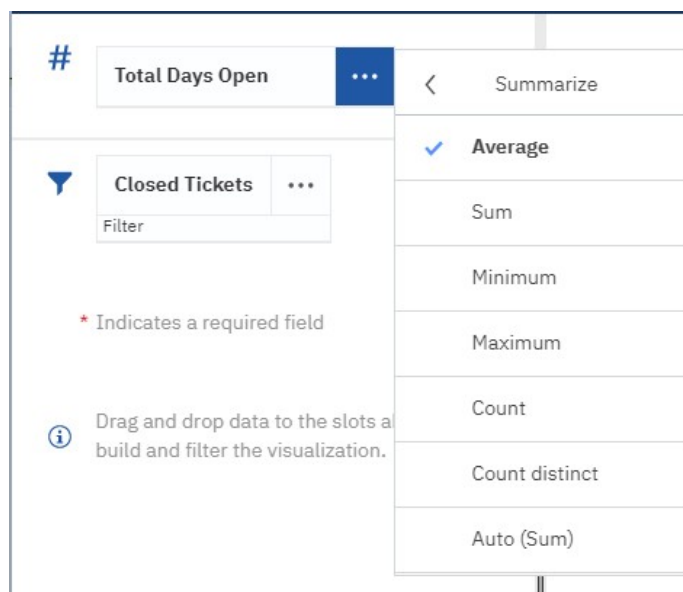 #
Total Days Open
...
Closed Tickets
...
Filter
* Indicates a required field
Drag and drop data to the slots
build and filter the visualization.
Summarize
Average
Sum
Minimum
Maximum
Count
Count distinct
Auto (Sum)